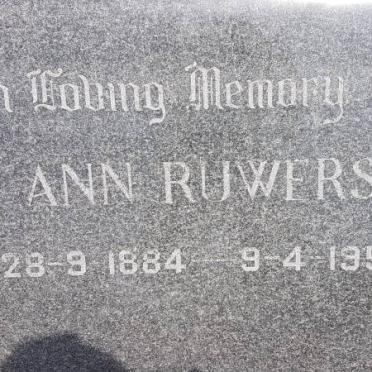 n Loving Memory
ANN RUWERS
28-9 1884 — 9-4-195